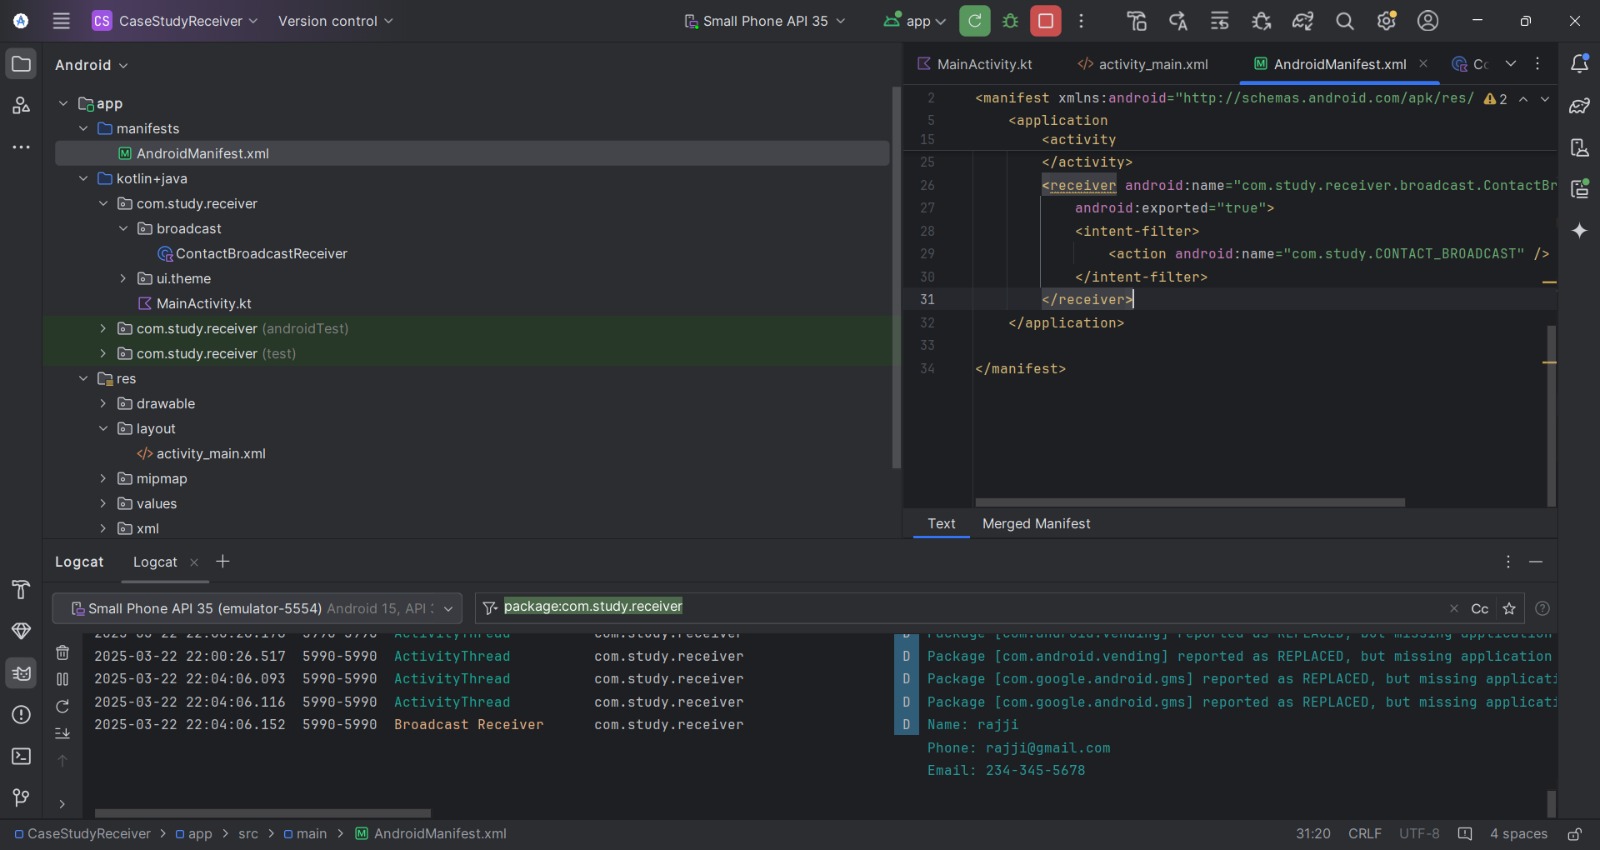 CS CaseStudyReceiver Version control Small Phone API 35 app
Android
app
manifests
AndroidManifest.xml
kotlin+java
com.study.receiver
broadcast
ContactBroadcastReceiver
ui.theme
MainActivity.kt
com.study.receiver (androidTest)
com.study.receiver (test)
res
drawable
layout
activity_main.xml
mipmap
values
xml
MainActivity.kt activity_main.xml AndroidManifest.xml Cc
2 <manifest xmlns:android="http://schemas.android.com/apk/res/ 2
5 <application
15 <activity
25 </activity>
26 <receiver android:name="com.study.receiver.broadcast.ContactBr
27 android:exported="true">
28 <intent-filter>
29 <action android:name="com.study.CONTACT_BROADCAST" />
30 </intent-filter>
31 </receiver>
32 </application>
33
34 </manifest>
Text Merged Manifest
Logcat Logcat
Small Phone API 35 (emulator-5554) Android 15, API package:com.study.receiver Cc
2025-03-22 22:00:26.517 5990-5990 ActivityThread com.study.receiver D Package [com.android.vending] reported as REPLACED, but missing application
2025-03-22 22:04:06.093 5990-5990 ActivityThread com.study.receiver D Package [com.google.android.gms] reported as REPLACED, but missing applicati
2025-03-22 22:04:06.116 5990-5990 ActivityThread com.study.receiver D Package [com.google.android.gms] reported as REPLACED, but missing applicati
2025-03-22 22:04:06.152 5990-5990 Broadcast Receiver com.study.receiver D Name: rajji
Phone: rajji@gmail.com
Email: 234-345-5678
CaseStudyReceiver > app > src > main > AndroidManifest.xml 31:20 CRLF UTF-8 4 spaces